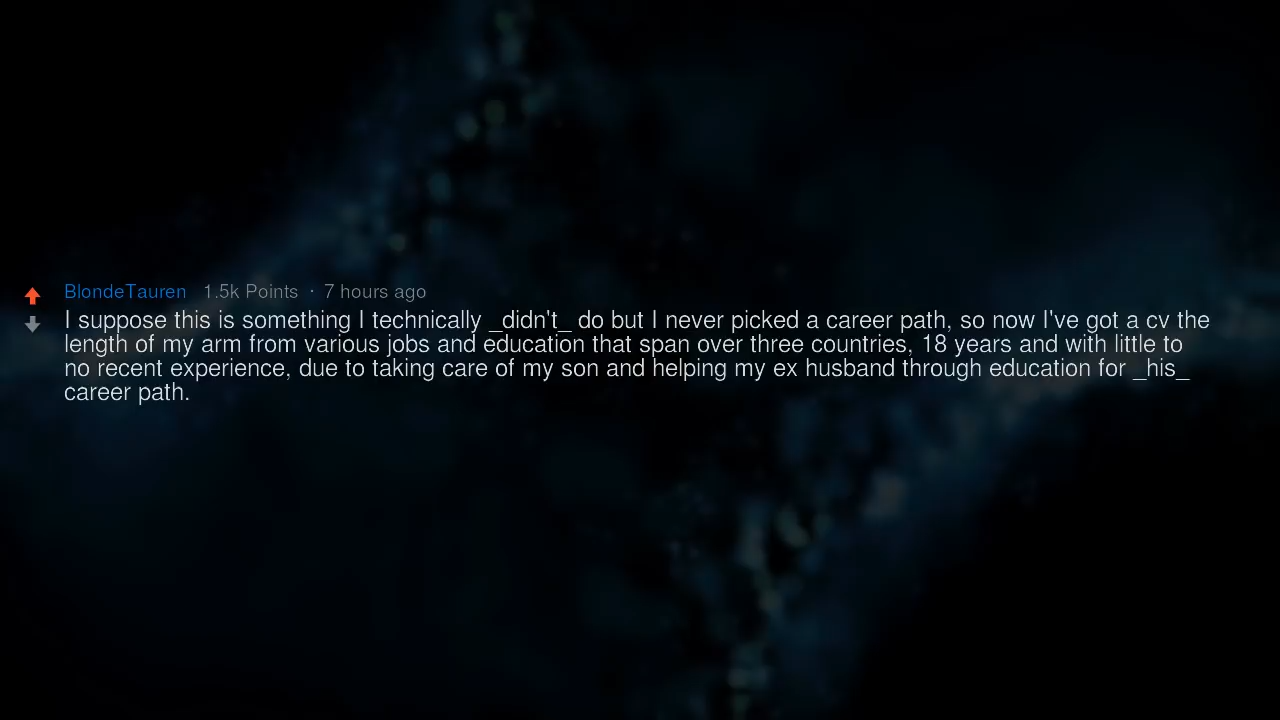 BlondeTauren 1.5k Points · 7 hours ago
I suppose this is something I technically _didn't_ do but I never picked a career path, so now I've got a cv the
length of my arm from various jobs and education that span over three countries, 18 years and with little to
no recent experience, due to taking care of my son and helping my ex husband through education for _his_
career path.